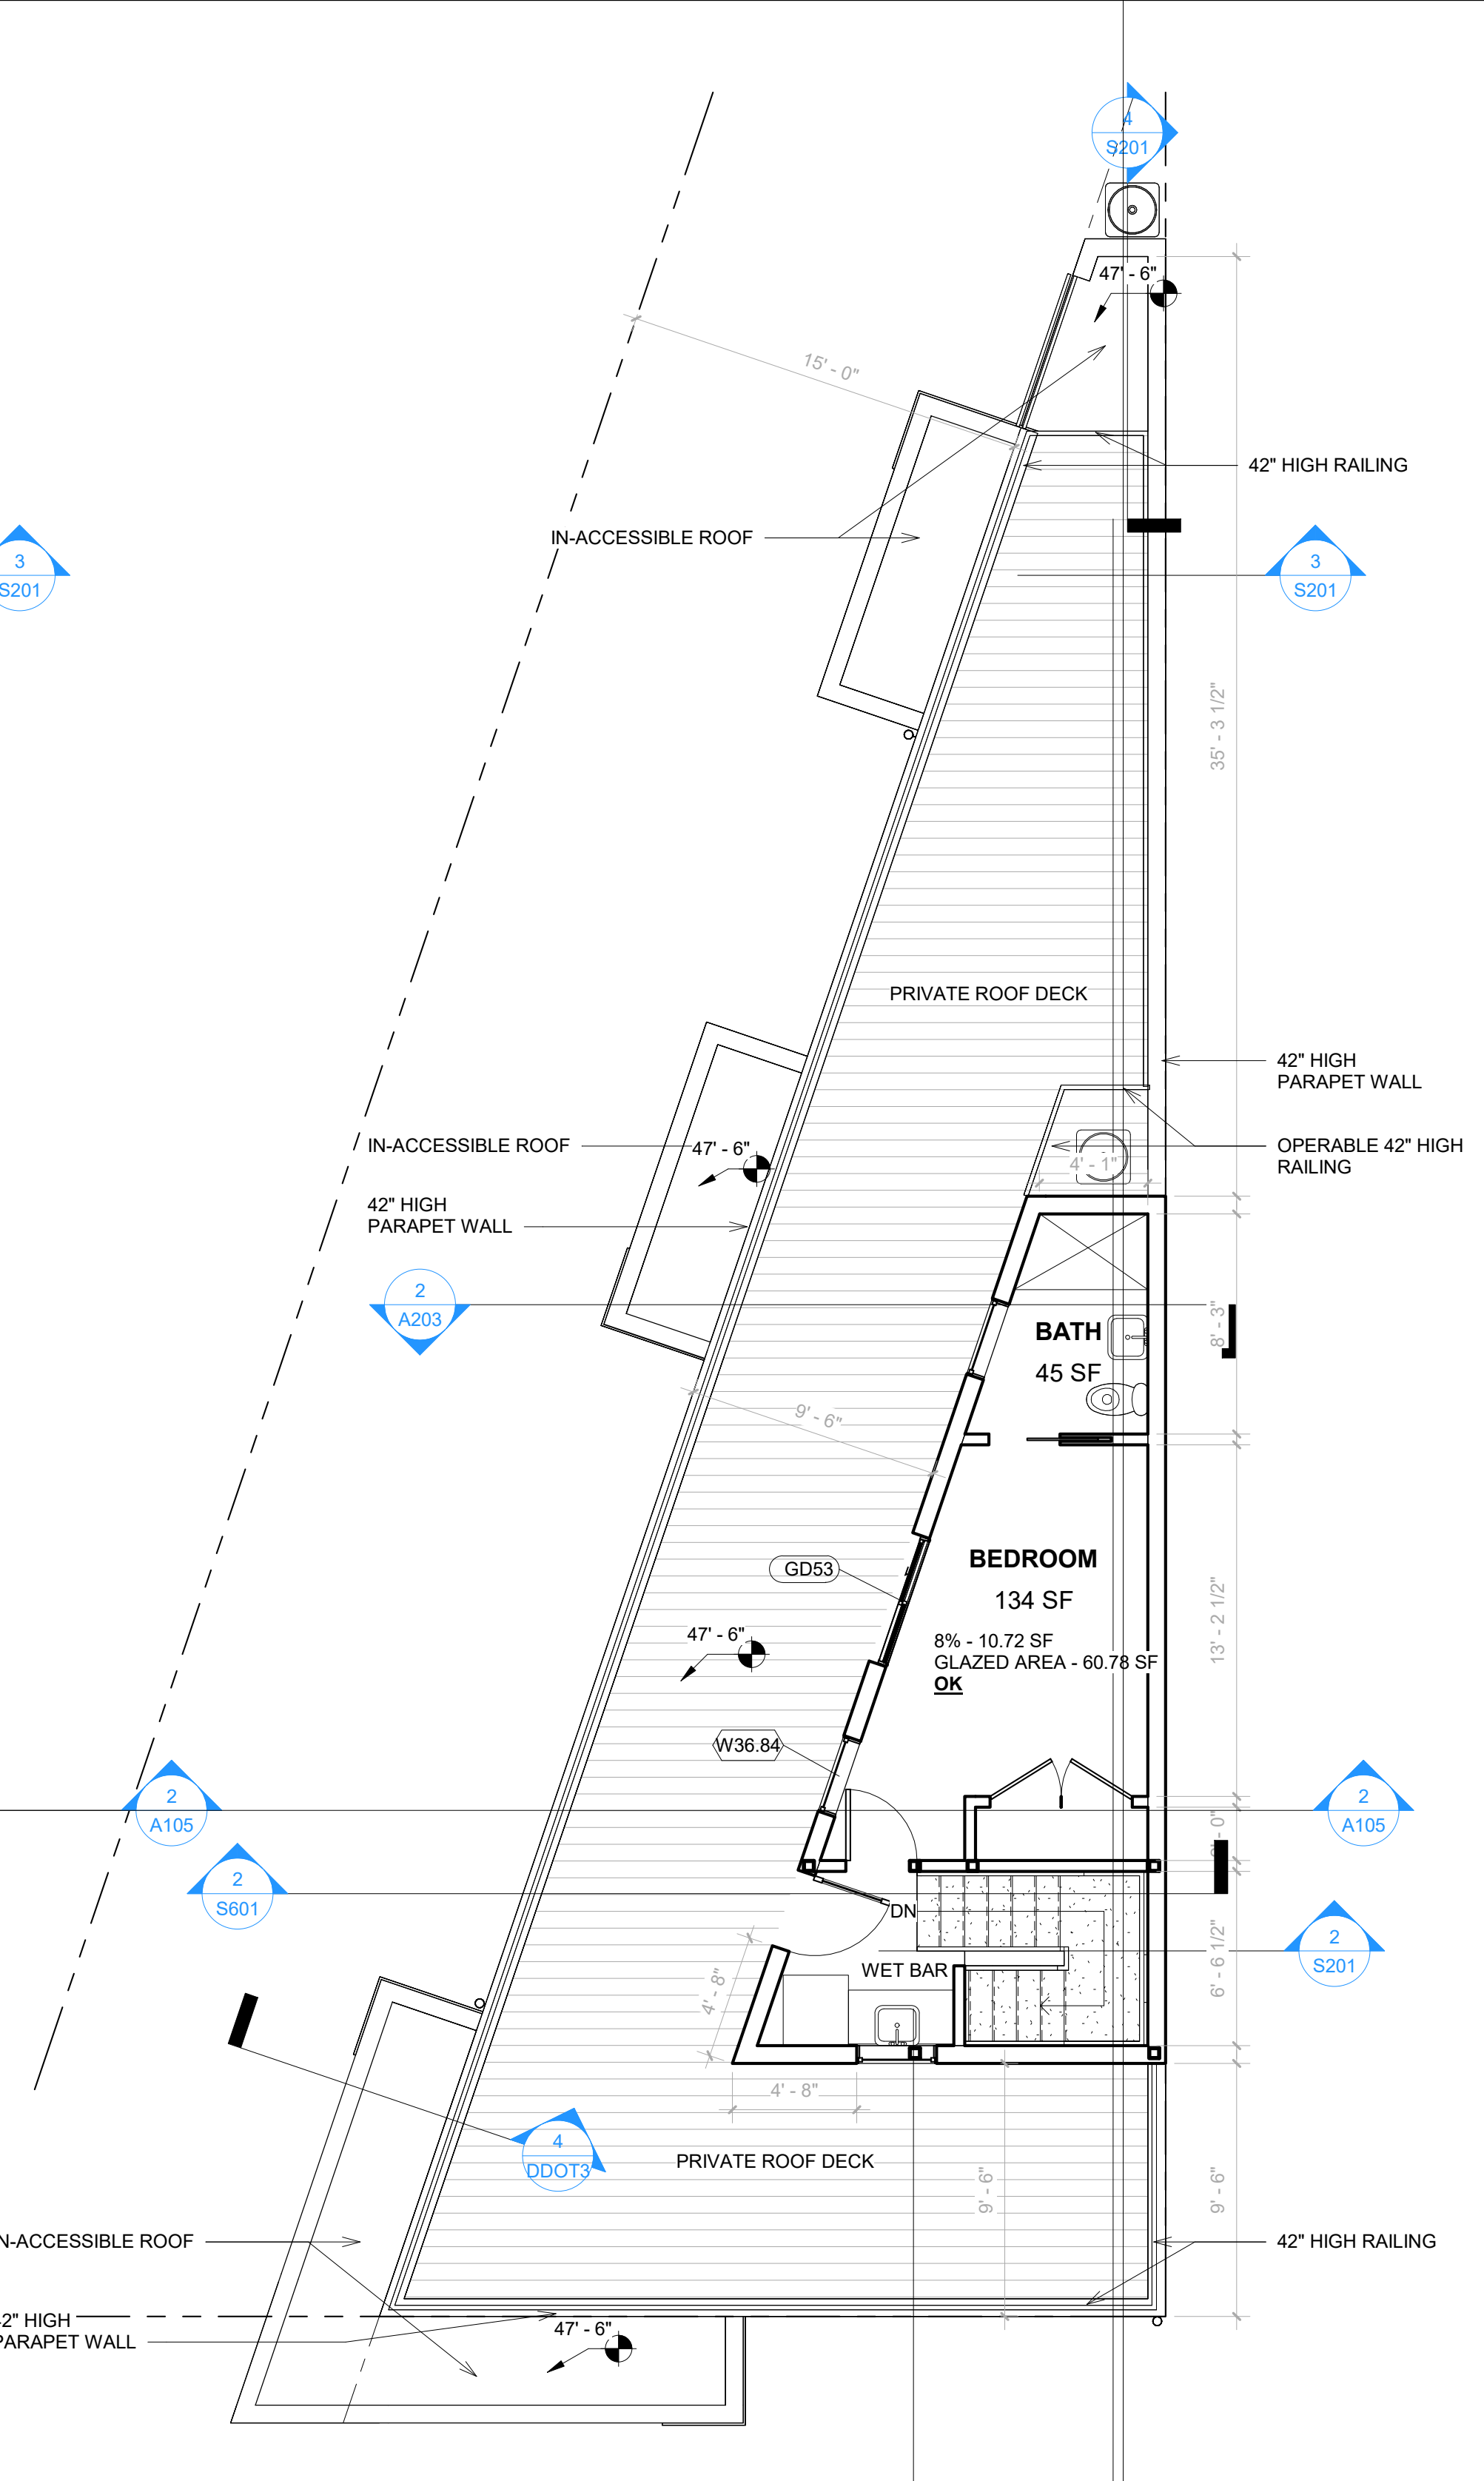 4
S201
47' - 6"
15' - 0"
42" HIGH RAILING
IN-ACCESSIBLE ROOF
3
S201
3
S201
35' - 3 1/2"
PRIVATE ROOF DECK
42" HIGH
PARAPET WALL
IN-ACCESSIBLE ROOF
47' - 6"
OPERABLE 42" HIGH
RAILING
4' - 1"
42" HIGH
PARAPET WALL
2
A203
8' - 3"
BATH
45 SF
9' - 6"
BEDROOM
134 SF
GD53
13' - 2 1/2"
47' - 6"
8% - 10.72 SF
GLAZED AREA - 60.78 SF
OK
W36.84
2
A105
2
A105
2
S601
DN
2
S201
6' - 6 1/2"
WET BAR
4' - 8"
4' - 8"
4
DDOT3
PRIVATE ROOF DECK
9' - 6"
9' - 6"
N-ACCESSIBLE ROOF
42" HIGH RAILING
42" HIGH
PARAPET WALL
47' - 6"